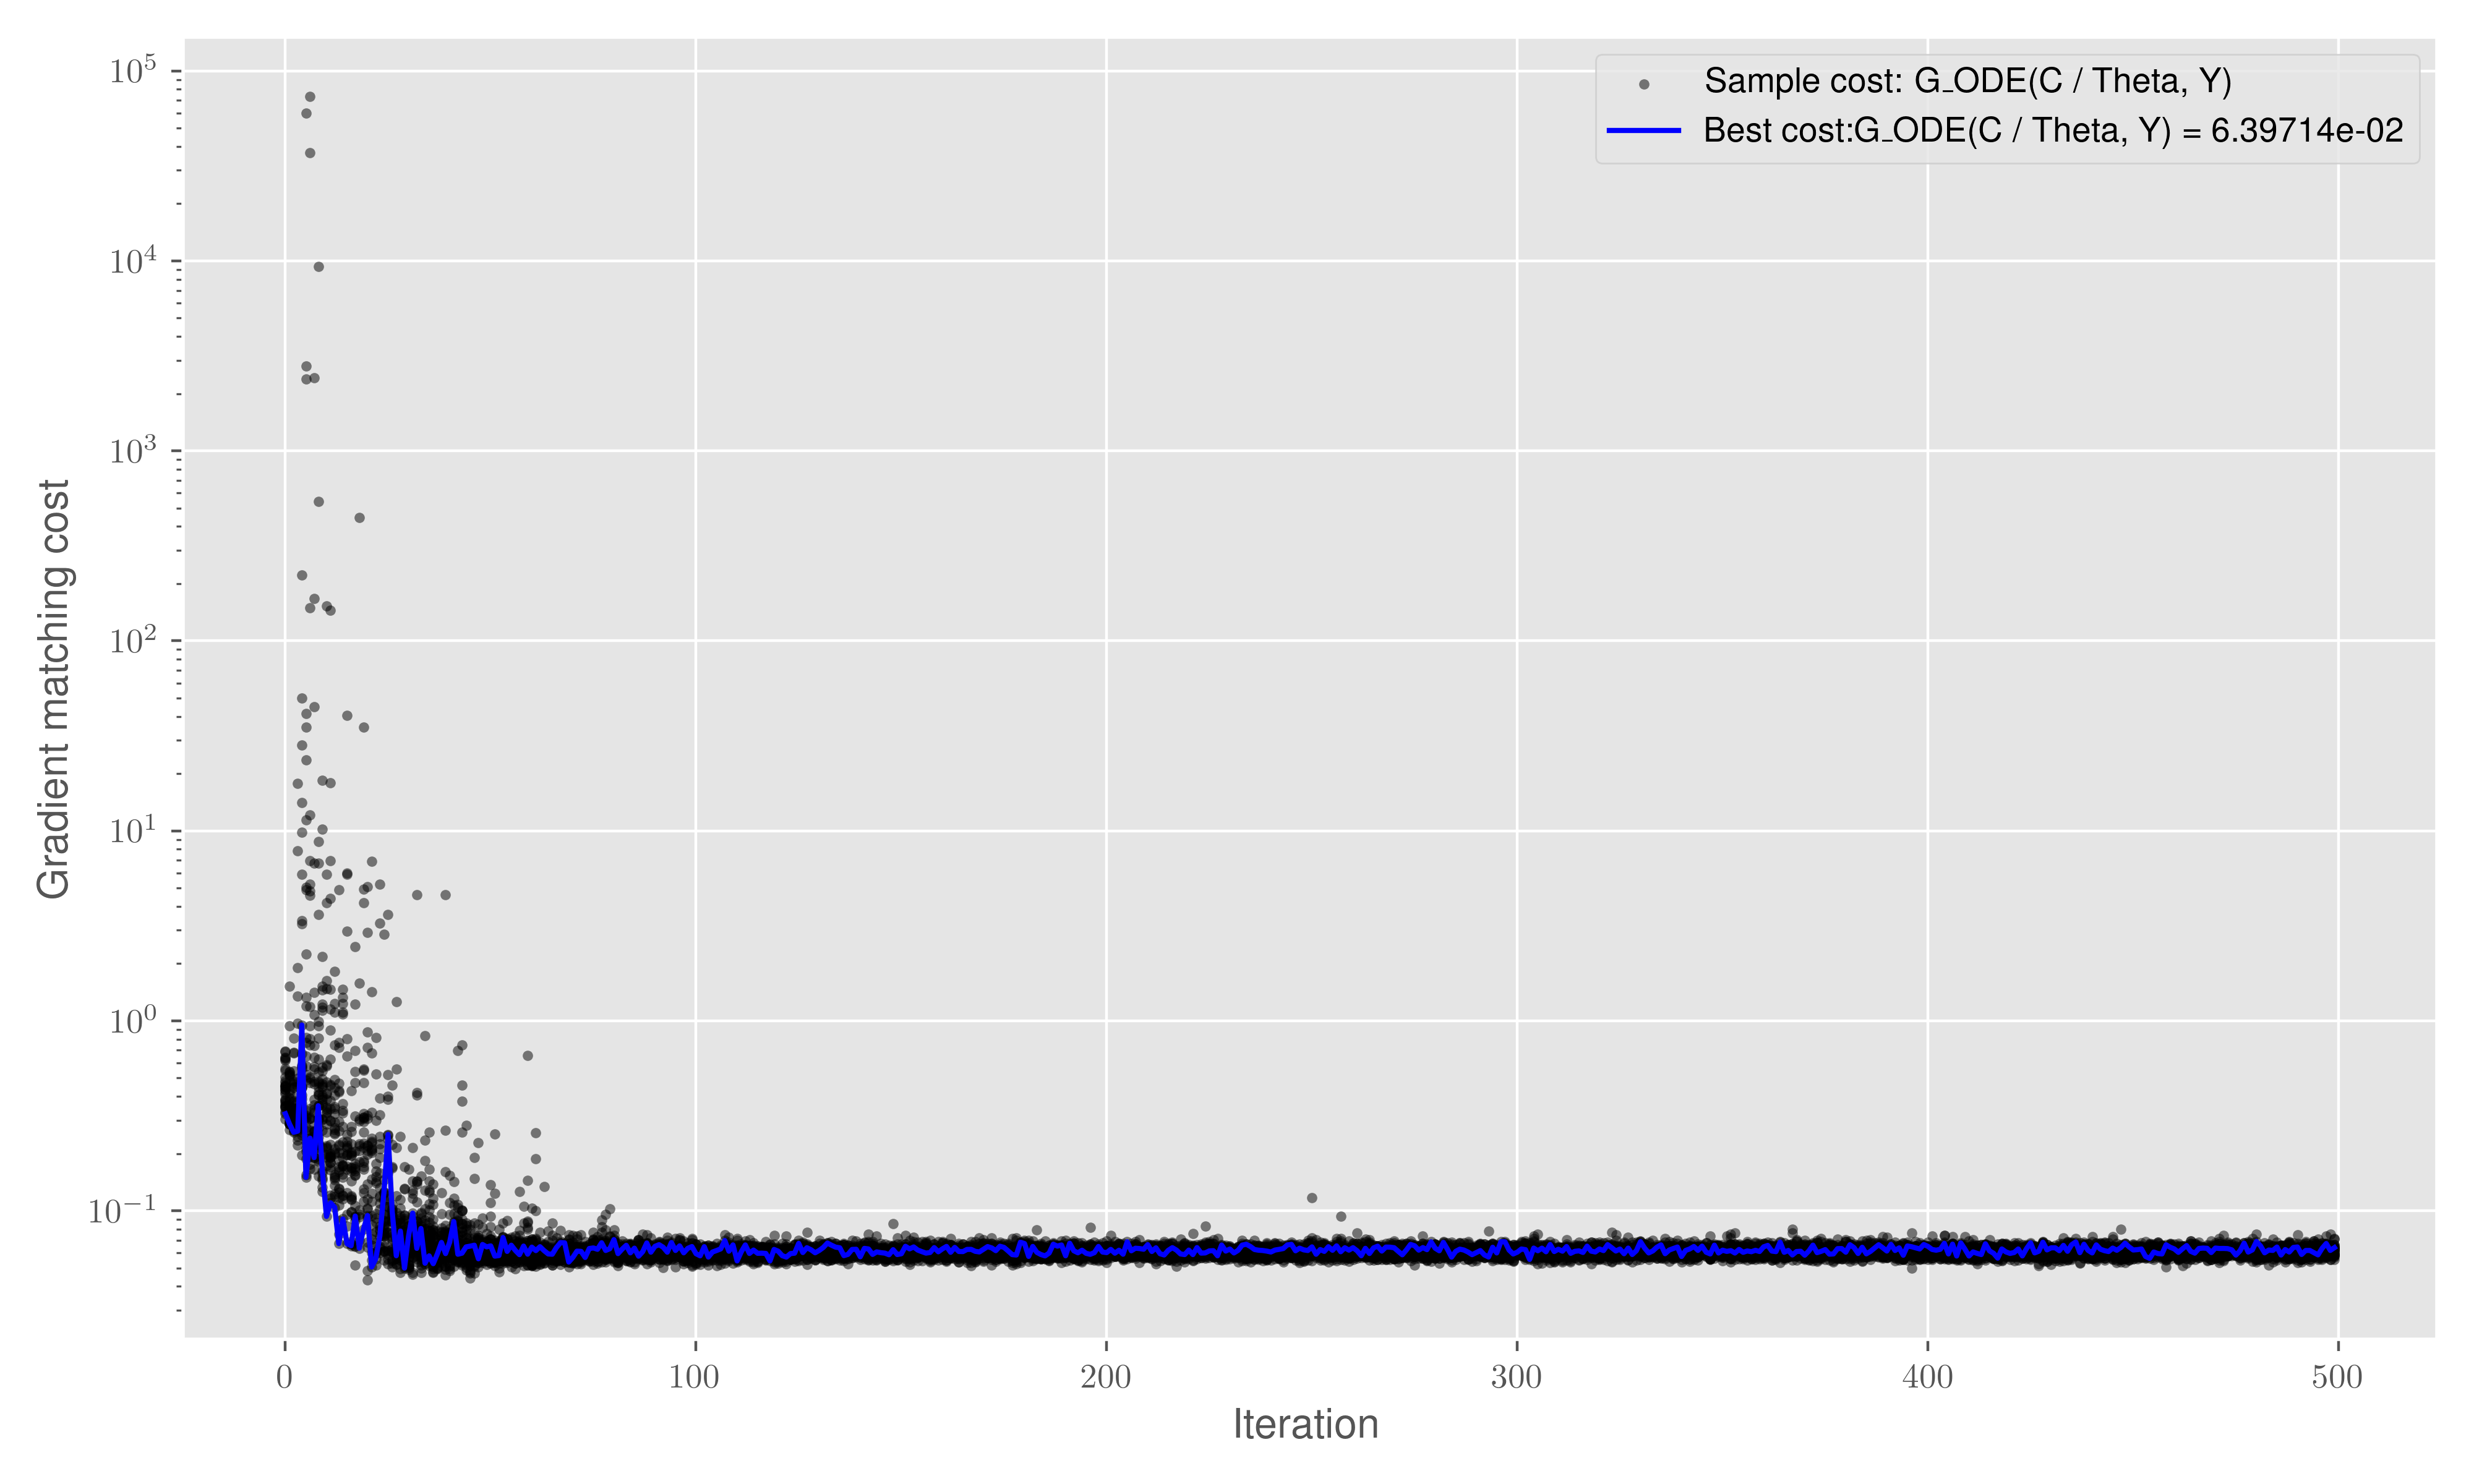 Sample cost: G_ODE(C / Theta, Y)
Best cost:G_ODE(C / Theta, Y) = 6.39714e-02
10^5
10^4
10^3
10^2
10^1
10^0
10^−1
Gradient matching cost
0 100 200 300 400 500
Iteration